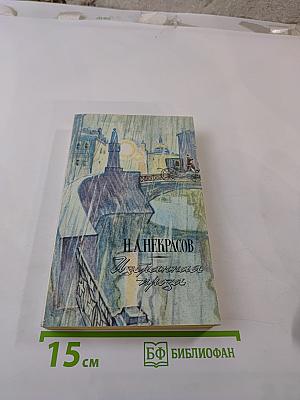 Н.А.НЕКРАСОВ
Избранная
проза
15 см
БФ БИБЛИОФАН